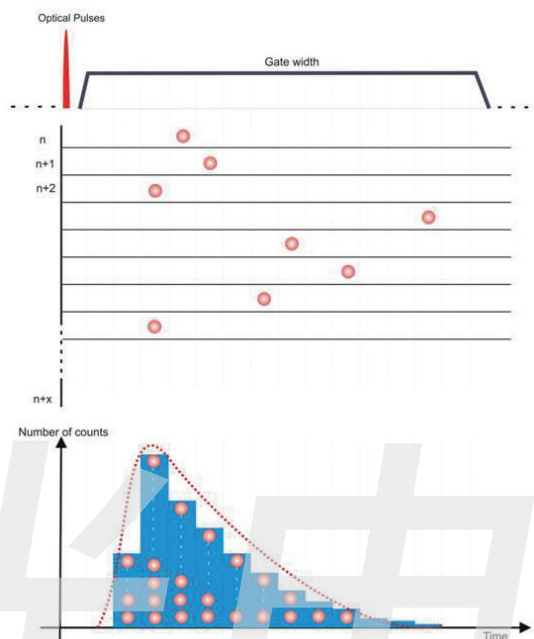 Optical Pulses
Gate width
n
n+1
n+2
n+x
Number of counts
Time